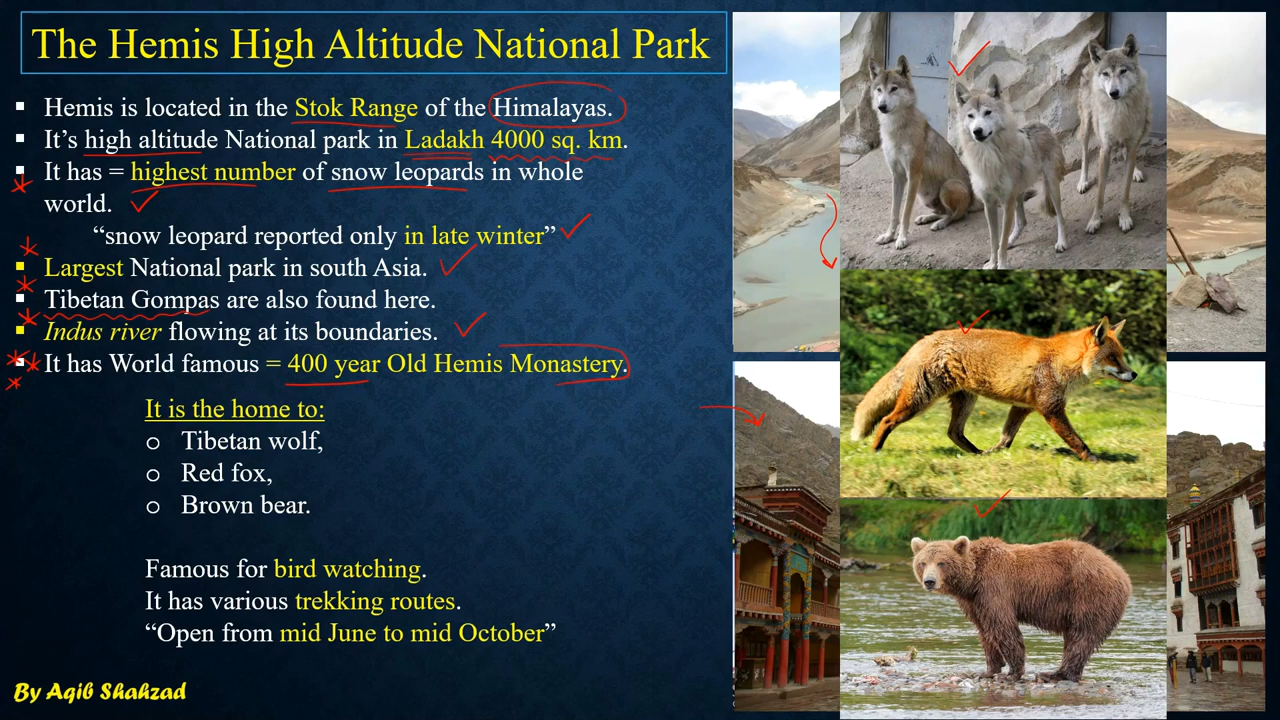 The Hemis High Altitude National Park
▪ Hemis is located in the Stok Range of the Himalayas.
▪ It's high altitude National park in Ladakh 4000 sq. km.
▪ It has = highest number of snow leopards in whole
world.
“snow leopard reported only in late winter”
▪ Largest National park in south Asia.
▪ Tibetan Gompas are also found here.
▪ Indus river flowing at its boundaries.
▪ It has World famous = 400 year Old Hemis Monastery.
It is the home to:
o Tibetan wolf,
o Red fox,
o Brown bear.
Famous for bird watching.
It has various trekking routes.
“Open from mid June to mid October”
By Aqib Shahzad